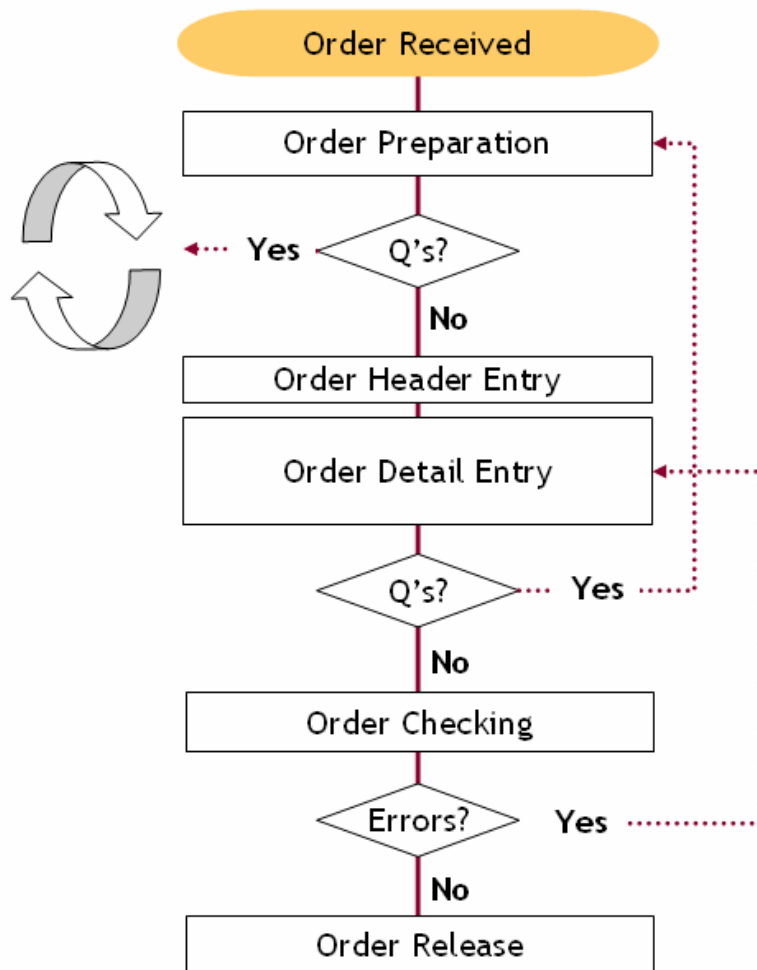 Order Received
Order Preparation
Yes
Q's?
No
Order Header Entry
Order Detail Entry
Q's?
Yes
No
Order Checking
Errors?
Yes
No
Order Release